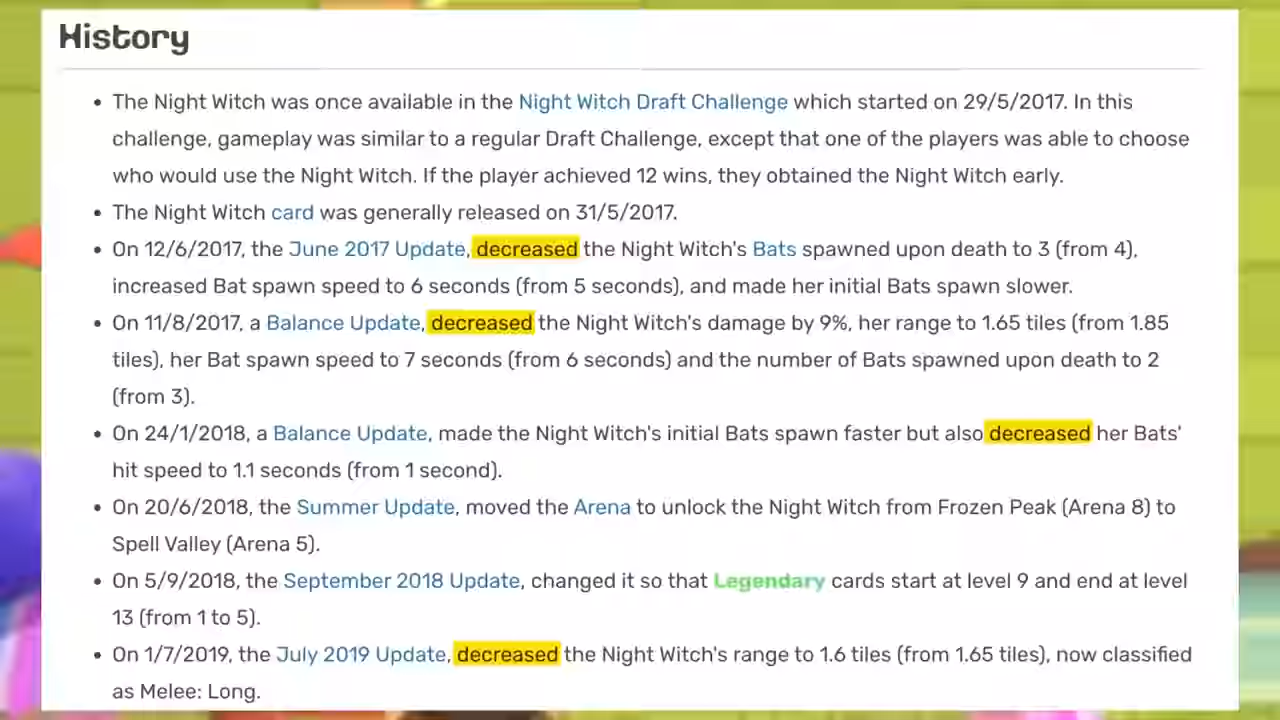 History
The Night Witch was once available in the Night Witch Draft Challenge which started on 29/5/2017. In this
challenge, gameplay was similar to a regular Draft Challenge, except that one of the players was able to choose
who would use the Night Witch. If the player achieved 12 wins, they obtained the Night Witch early.
The Night Witch card was generally released on 31/5/2017.
On 12/6/2017, the June 2017 Update, decreased the Night Witch's Bats spawned upon death to 3 (from 4),
increased Bat spawn speed to 6 seconds (from 5 seconds), and made her initial Bats spawn slower.
On 11/8/2017, a Balance Update, decreased the Night Witch's damage by 9%, her range to 1.65 tiles (from 1.85
tiles), her Bat spawn speed to 7 seconds (from 6 seconds) and the number of Bats spawned upon death to 2
(from 3).
On 24/1/2018, a Balance Update, made the Night Witch's initial Bats spawn faster but also decreased her Bats'
hit speed to 1.1 seconds (from 1 second).
On 20/6/2018, the Summer Update, moved the Arena to unlock the Night Witch from Frozen Peak (Arena 8) to
Spell Valley (Arena 5).
On 5/9/2018, the September 2018 Update, changed it so that Legendary cards start at level 9 and end at level
13 (from 1 to 5).
On 1/7/2019, the July 2019 Update, decreased the Night Witch's range to 1.6 tiles (from 1.65 tiles), now classified
as Melee: Long.